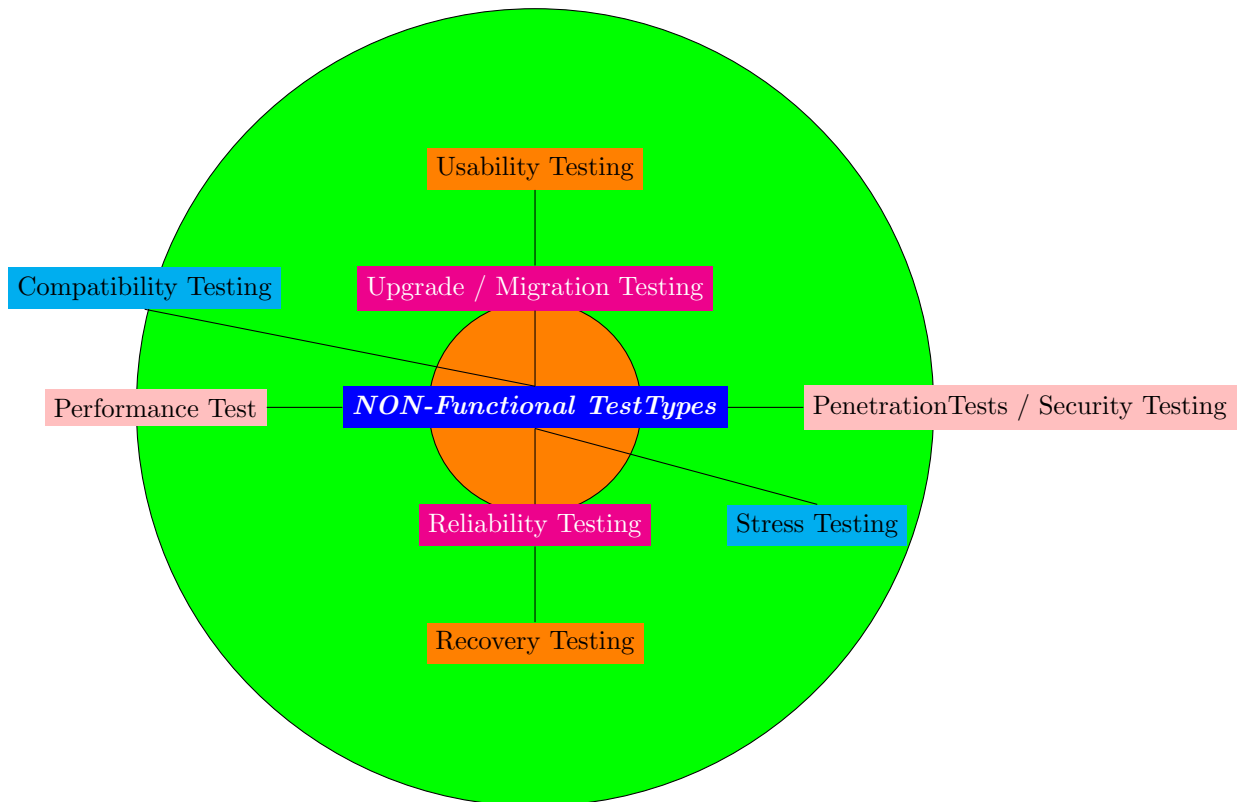 Usability Testing
Compatibility Testing
Upgrade / Migration Testing
Performance Test
NON-Functional TestTypes
PenetrationTests / Security Testing
Reliability Testing
Stress Testing
Recovery Testing